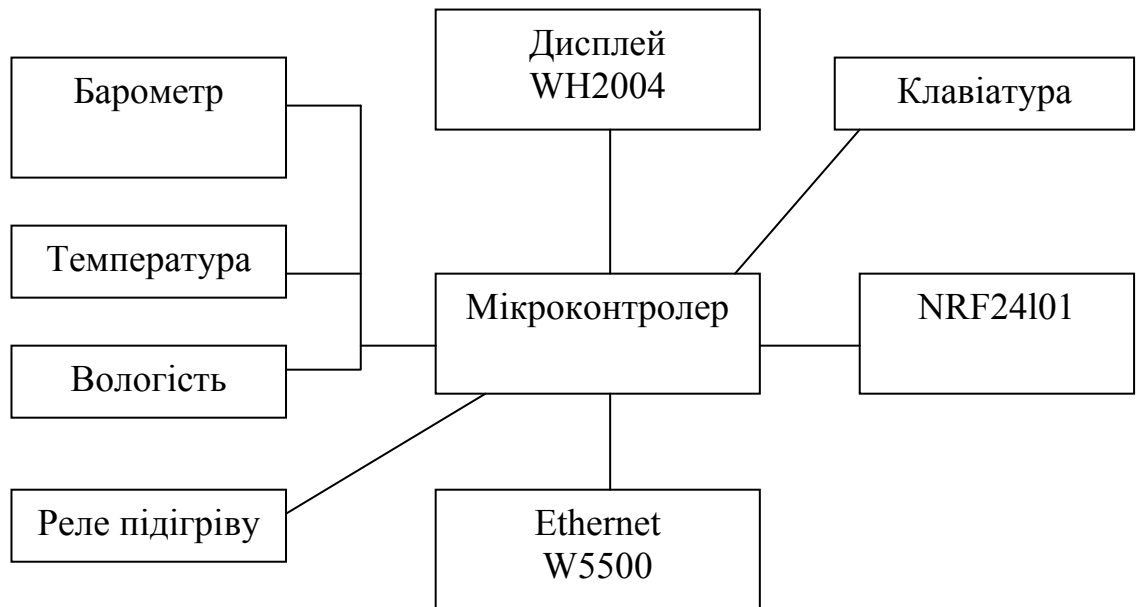 Дисплей
WH2004
Барометр
Клавіатура
Температура
Мікроконтролер
NRF24l01
Вологість
Реле підігріву
Ethernet
W5500